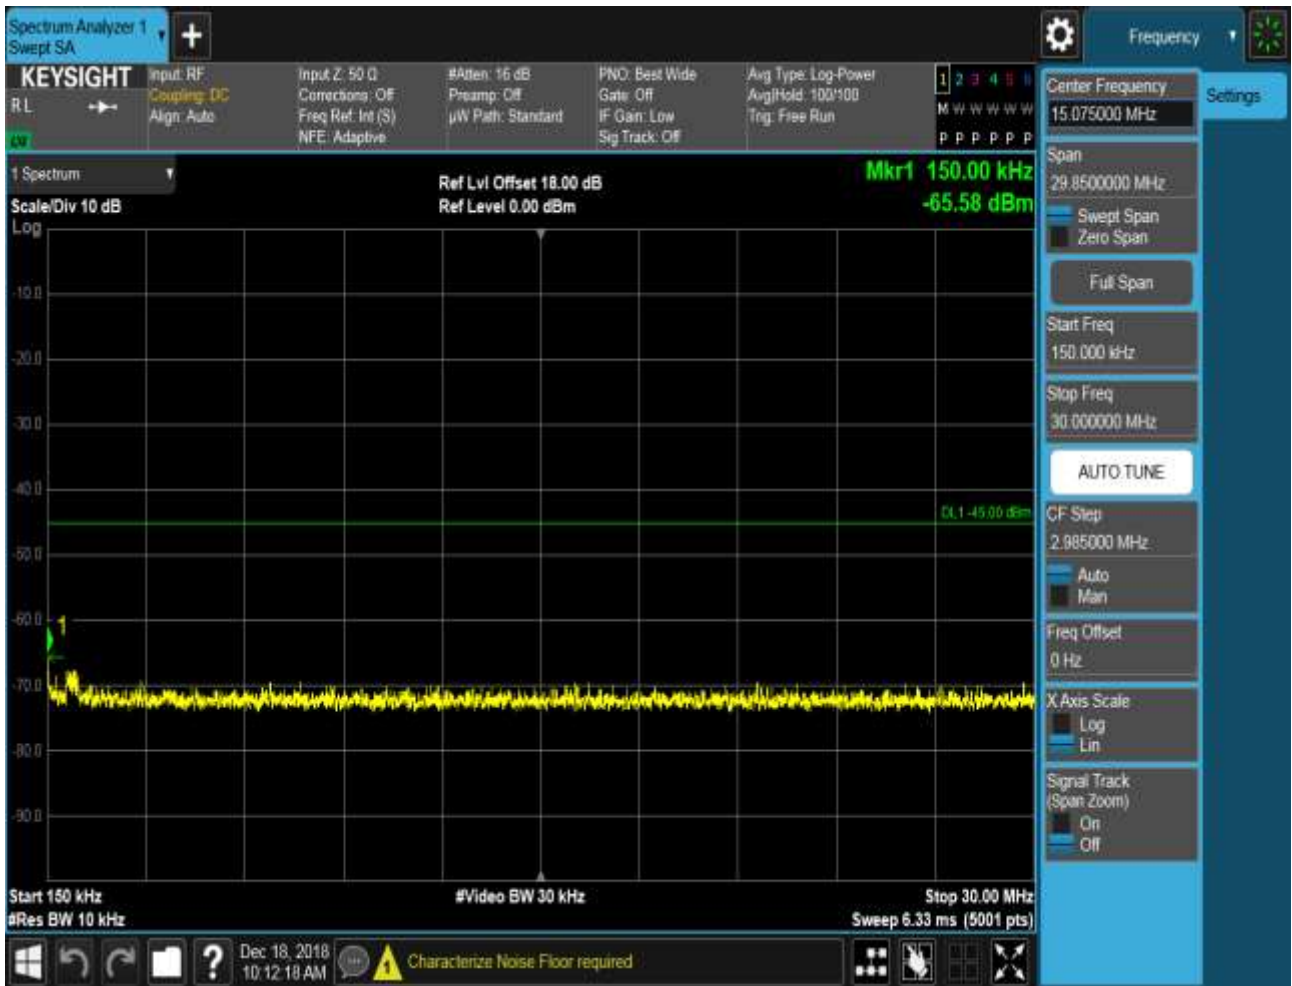 Spectrum Analyzer 1
Swept SA
Frequency
KEYSIGHT
RL
Input: RF
Coupling: DC
Align: Auto
Input Z: 50 Ω
Corrections: Off
Freq Ref: Int (S)
NFE: Adaptive
#Atten: 16 dB
Preamp: Off
µW Path: Standard
PNO: Best Wide
Gate: Off
IF Gain: Low
Sig Track: Off
Avg Type: Log-Power
Avg|Hold: 100/100
Trig: Free Run
1 2 3 4 5 6
M W W W W W
P P P P P P
1 Spectrum
Scale/Div 10 dB
Log
Ref Lvl Offset 18.00 dB
Ref Level 0.00 dBm
Mkr1 150.00 kHz
-65.58 dBm
-10.0
-20.0
-30.0
-40.0
DL1 -45.00 dBm
-50.0
-60.0
1
-70.0
-80.0
-90.0
Start 150 kHz
#Video BW 30 kHz
Stop 30.00 MHz
#Res BW 10 kHz
Sweep 6.33 ms (5001 pts)
Center Frequency
15.075000 MHz
Settings
Span
29.8500000 MHz
Swept Span
Zero Span
Full Span
Start Freq
150.000 kHz
Stop Freq
30.000000 MHz
AUTO TUNE
CF Step
2.985000 MHz
Auto
Man
Freq Offset
0 Hz
X Axis Scale
Log
Lin
Signal Track
(Span Zoom)
On
Off
?
Dec 18, 2018
10:12:18 AM
1
Characterize Noise Floor required